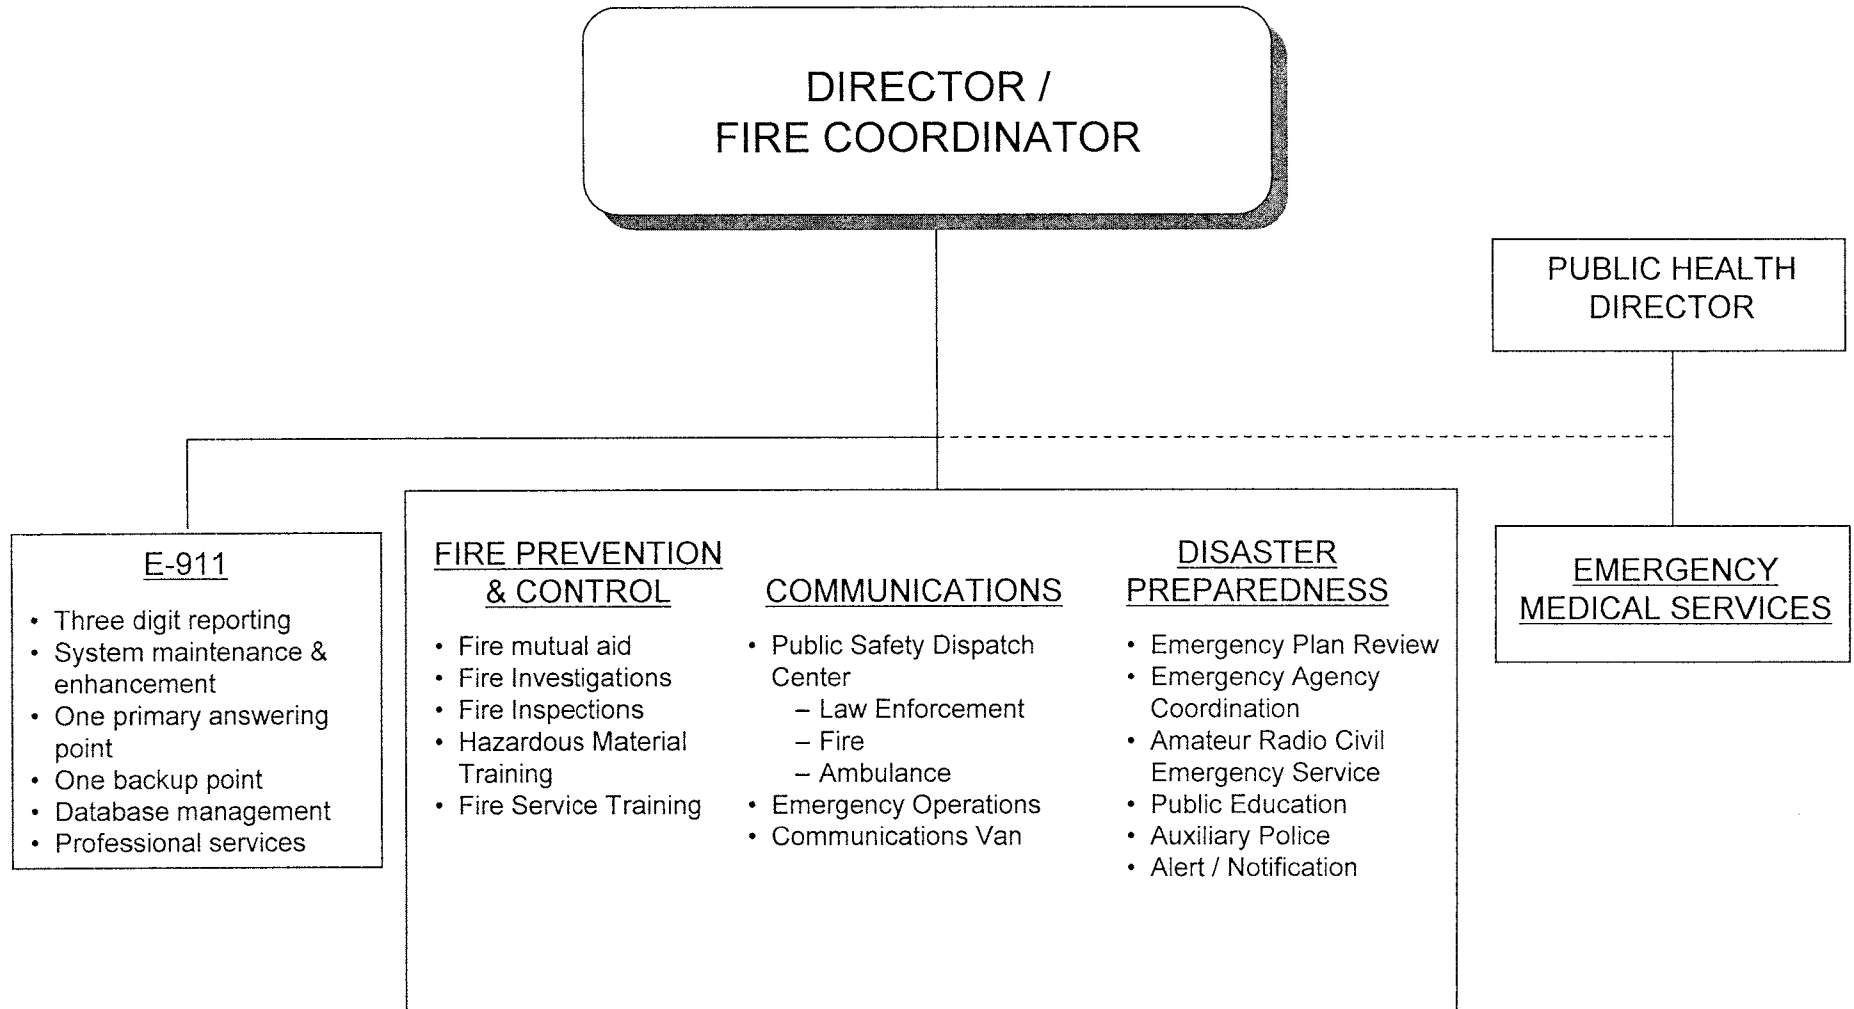 DIRECTOR /
FIRE COORDINATOR
PUBLIC HEALTH
DIRECTOR
E-911
• Three digit reporting
• System maintenance &
enhancement
• One primary answering
point
• One backup point
• Database management
• Professional services
FIRE PREVENTION
& CONTROL
• Fire mutual aid
• Fire Investigations
• Fire Inspections
• Hazardous Material
Training
• Fire Service Training
COMMUNICATIONS
• Public Safety Dispatch
Center
– Law Enforcement
– Fire
– Ambulance
• Emergency Operations
• Communications Van
DISASTER
PREPAREDNESS
• Emergency Plan Review
• Emergency Agency
Coordination
• Amateur Radio Civil
Emergency Service
• Public Education
• Auxiliary Police
• Alert / Notification
EMERGENCY
MEDICAL SERVICES